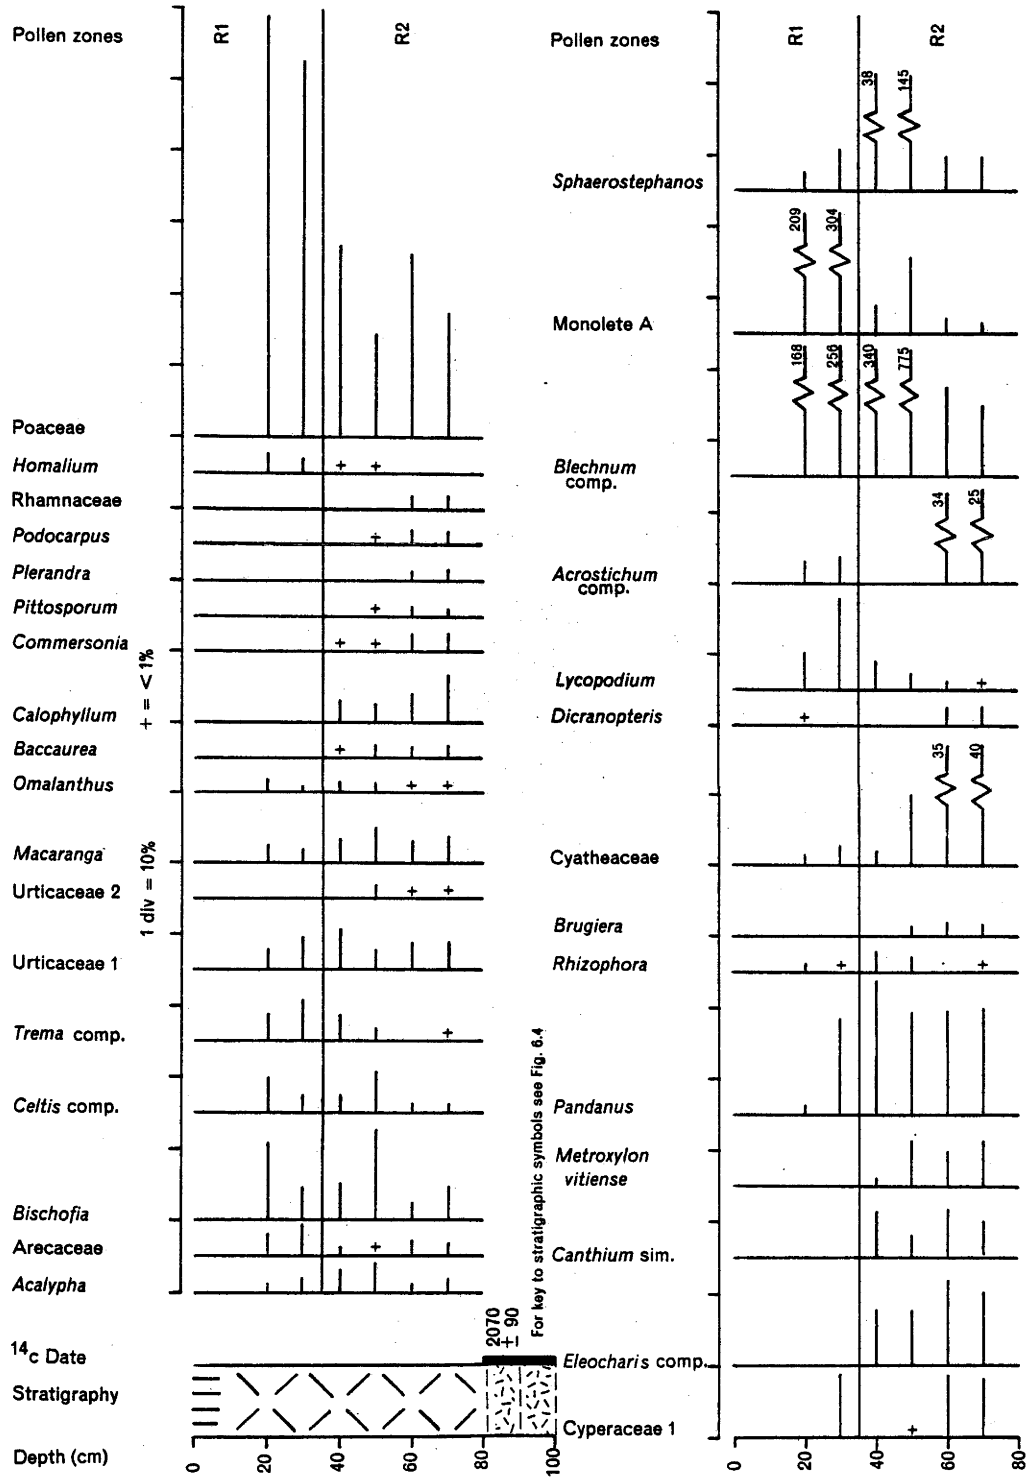 Pollen zones
R1
R2
Poaceae
Homalium
+
+
Rhamnaceae
Podocarpus
+
Plerandra
Pittosporum
+
Commersonia
+
+
+ = < 1%
Calophyllum
Baccaurea
+
Omalanthus
+
+
Macaranga
1 div = 10%
Urticaceae 2
+
+
Urticaceae 1
Trema comp.
+
Celtis comp.
Bischofia
Arecaceae
+
Acalypha
14c Date
2070
± 90
For key to stratigraphic symbols see Fig. 6.4
Stratigraphy
Depth (cm)
0
20
40
60
80
100
Pollen zones
R1
R2
38
145
Sphaerostephanos
209
304
Monolete A
168
256
340
775
Blechnum
comp.
34
25
Acrostichum
comp.
Lycopodium
+
Dicranopteris
+
35
40
Cyatheaceae
Brugiera
Rhizophora
+
+
Pandanus
Metroxylon
vitiense
Canthium sim.
Eleocharis comp.
Cyperaceae 1
+
0
20
40
60
80